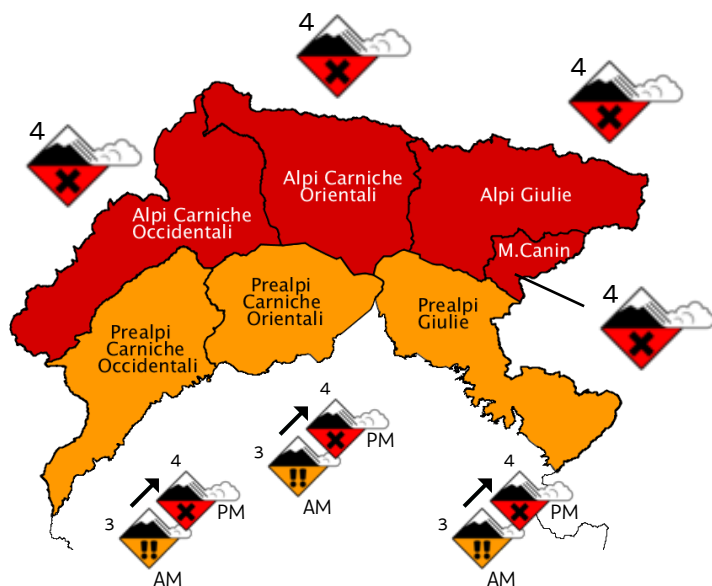 4
4
4
Alpi Carniche
Orientali
Alpi Giulie
Alpi Carniche
Occidentali
M.Canin
Prealpi
Carniche
Orientali
Prealpi
Giulie
4
Prealpi
Carniche
Occidentali
4
PM
3
!!
AM
4
PM
3
!!
AM
4
PM
3
!!
AM